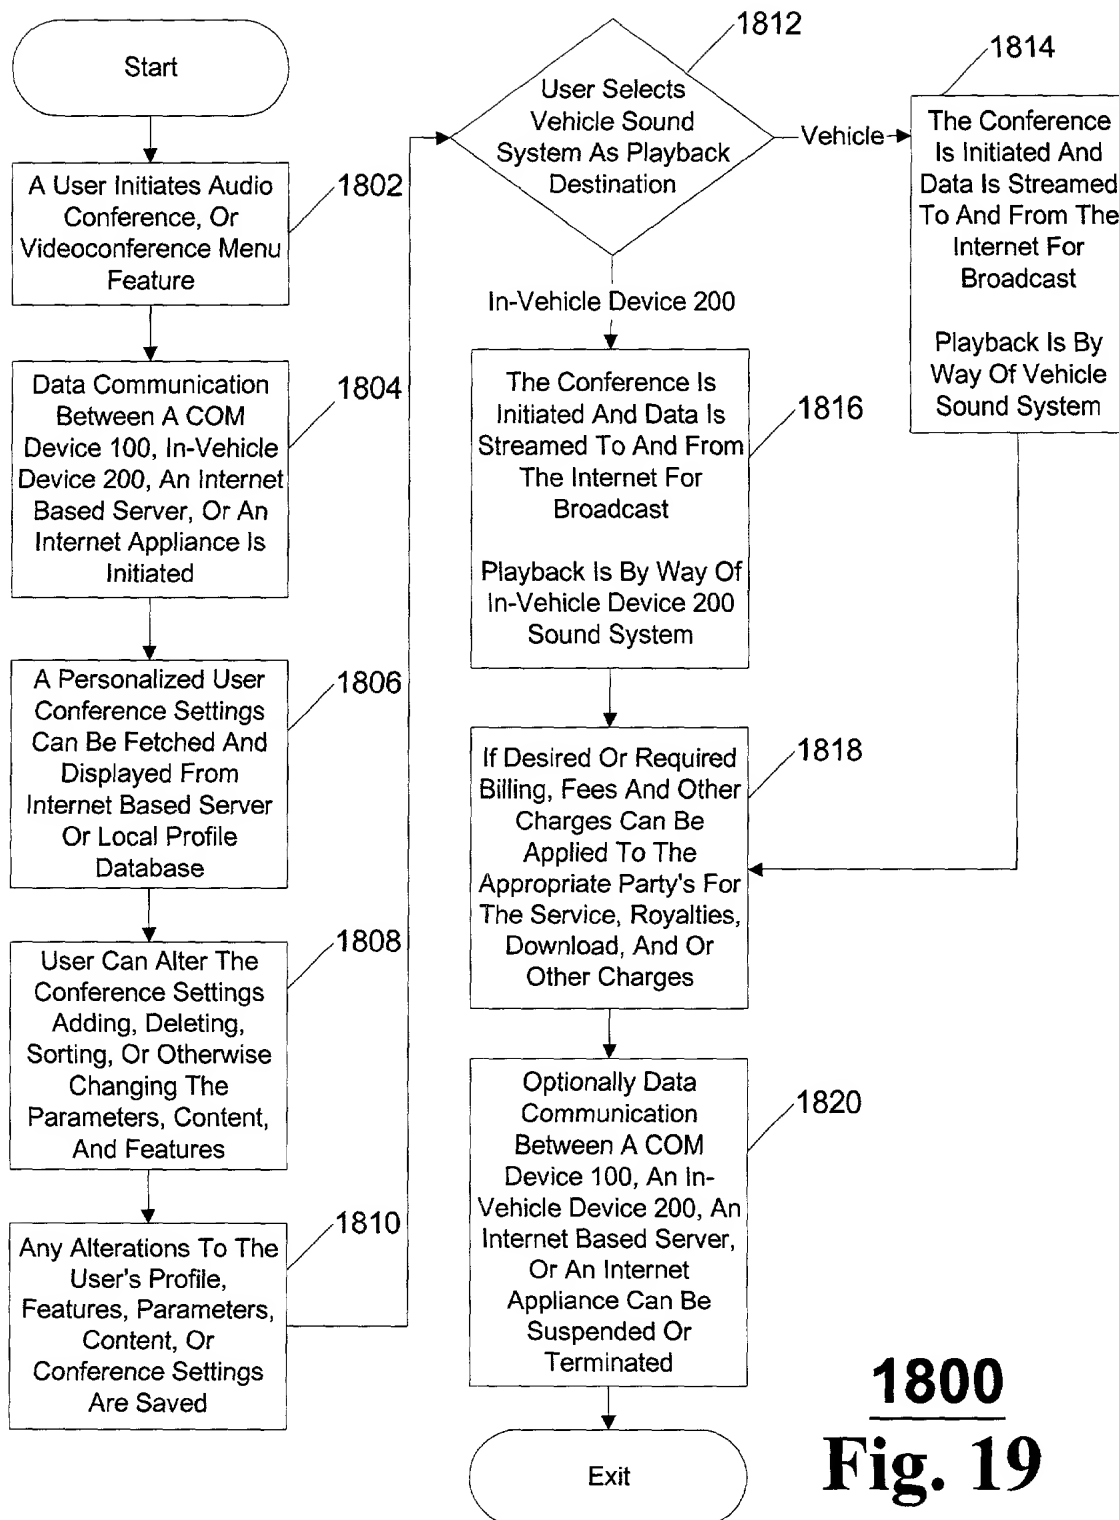 Start
A User Initiates Audio
Conference, Or
Videoconference Menu
Feature
1802
Data Communication
Between A COM
Device 100, In-Vehicle
Device 200, An Internet
Based Server, Or An
Internet Appliance Is
Initiated
1804
A Personalized User
Conference Settings
Can Be Fetched And
Displayed From
Internet Based Server
Or Local Profile
Database
1806
User Can Alter The
Conference Settings
Adding, Deleting,
Sorting, Or Otherwise
Changing The
Parameters, Content,
And Features
1808
Any Alterations To The
User's Profile,
Features, Parameters,
Content, Or
Conference Settings
Are Saved
1810
User Selects
Vehicle Sound
System As Playback
Destination
1812
Vehicle
The Conference
Is Initiated And
Data Is Streamed
To And From The
Internet For
Broadcast
Playback Is By
Way Of Vehicle
Sound System
1814
In-Vehicle Device 200
The Conference Is
Initiated And Data Is
Streamed To And From
The Internet For
Broadcast
Playback Is By Way Of
In-Vehicle Device 200
Sound System
1816
If Desired Or Required
Billing, Fees And Other
Charges Can Be
Applied To The
Appropriate Party's For
The Service, Royalties,
Download, And Or
Other Charges
1818
Optionally Data
Communication
Between A COM
Device 100, An In-
Vehicle Device 200, An
Internet Based Server,
Or An Internet
Appliance Can Be
Suspended Or
Terminated
1820
Exit
1800
Fig. 19